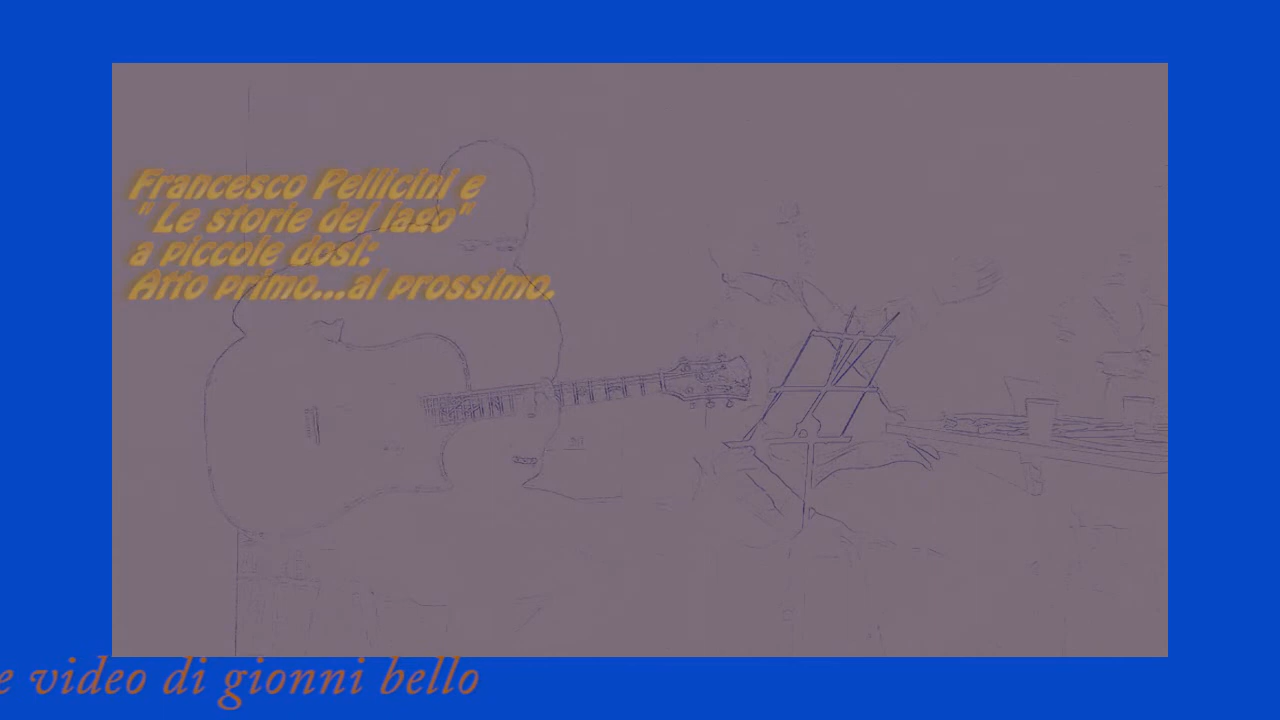 Francesco Pellicini e
"Le storie del lago"
a piccole dosi:
Atto primo...al prossimo.
e video di gionni bello